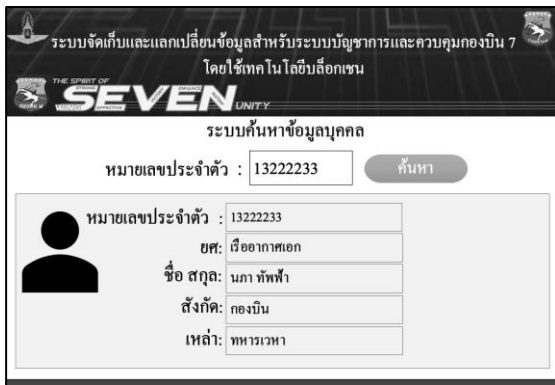 ระบบจัดเก็บและแลกเปลี่ยนข้อมูลสำหรับระบบบัญชาการและควบคุมกองบิน 7
โดยใช้เทคโนโลยีบล็อกเชน
THE SPIRIT OF
SEVEN
UNITY
ระบบค้นหาข้อมูลบุคคล
หมายเลขประจำตัว : 13222233 ค้นหา
หมายเลขประจำตัว : 13222233
ยศ: เรืออากาศเอก
ชื่อ สกุล: นภา ทัพฟ้า
สังกัด: กองบิน
เหล่า: ทหารเวหา